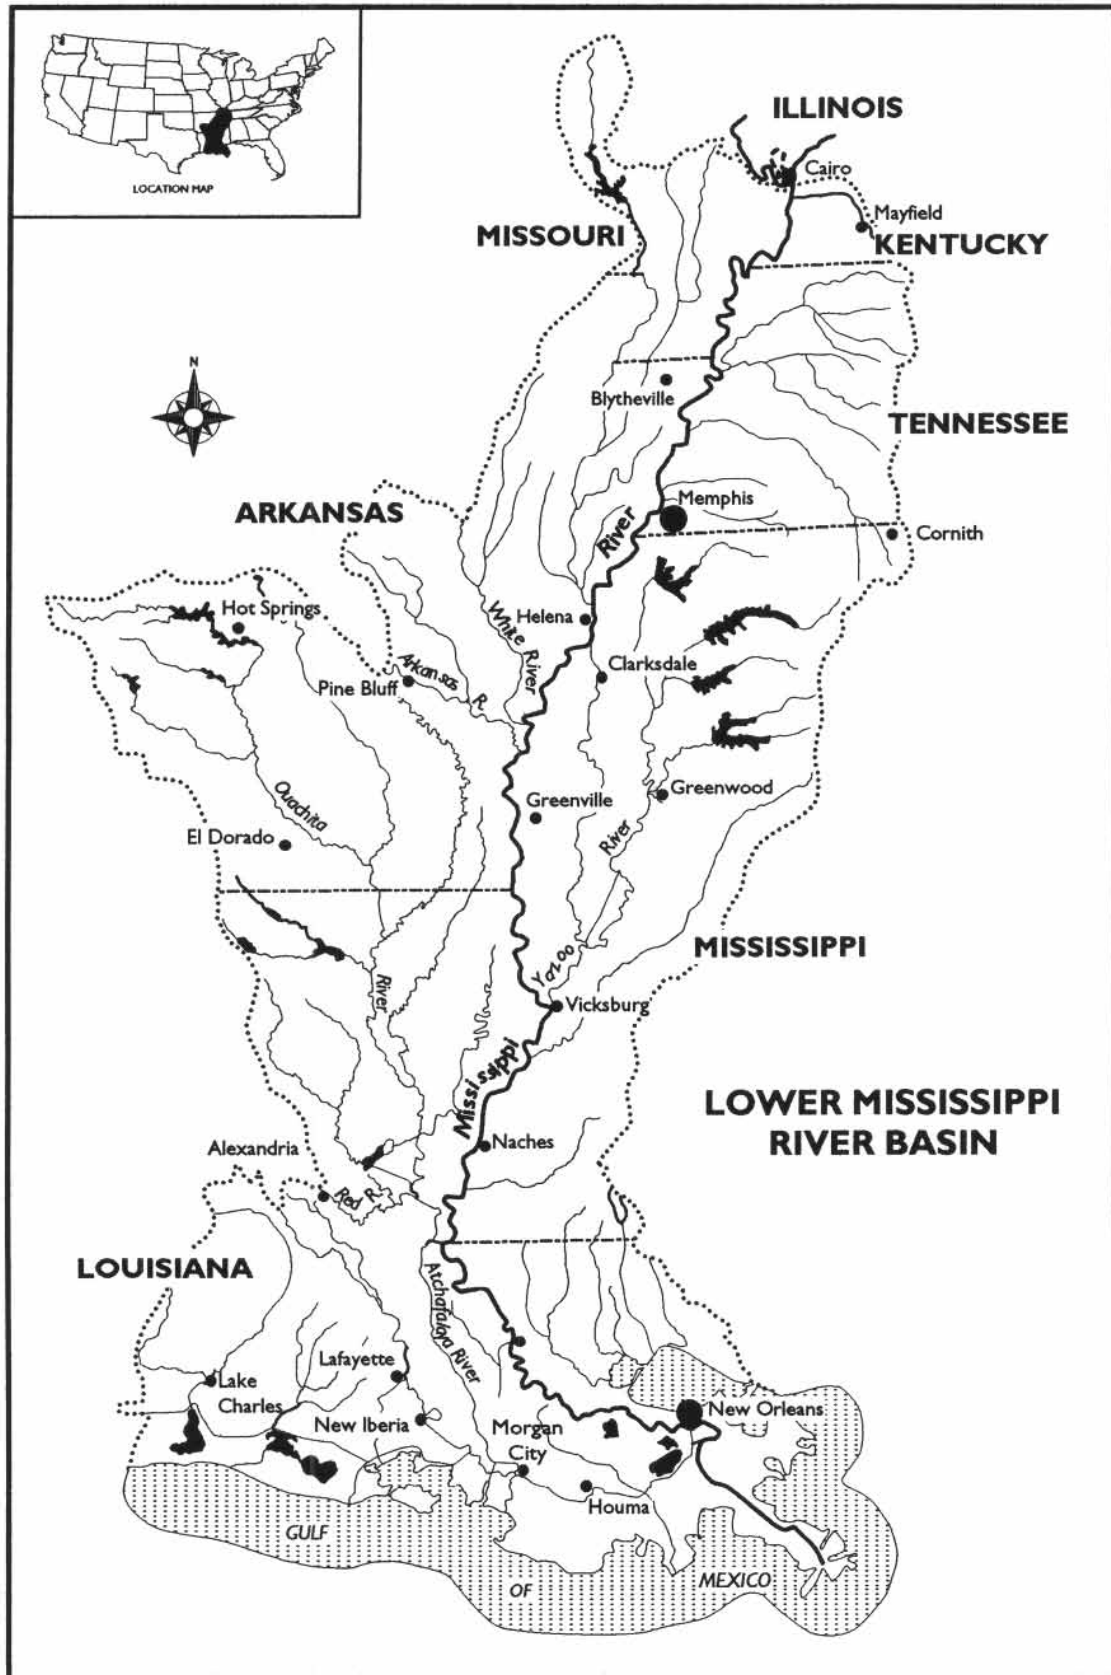 N
LOCATION MAP
ILLINOIS
Cairo
Mayfield
MISSOURI
KENTUCKY
Blytheville
TENNESSEE
ARKANSAS
Memphis
River
Cornith
Hot Springs
Helena
White River
Clarksdale
Arkansas R.
Pine Bluff
Ouachita
Greenville
Greenwood
El Dorado
River
MISSISSIPPI
Yazoo
River
Vicksburg
Mississippi
LOWER MISSISSIPPI
RIVER BASIN
Alexandria
Naches
Red R.
LOUISIANA
Atchafalaya River
Lafayette
Lake
Charles
New Iberia
Morgan
City
New Orleans
Houma
GULF
OF
MEXICO